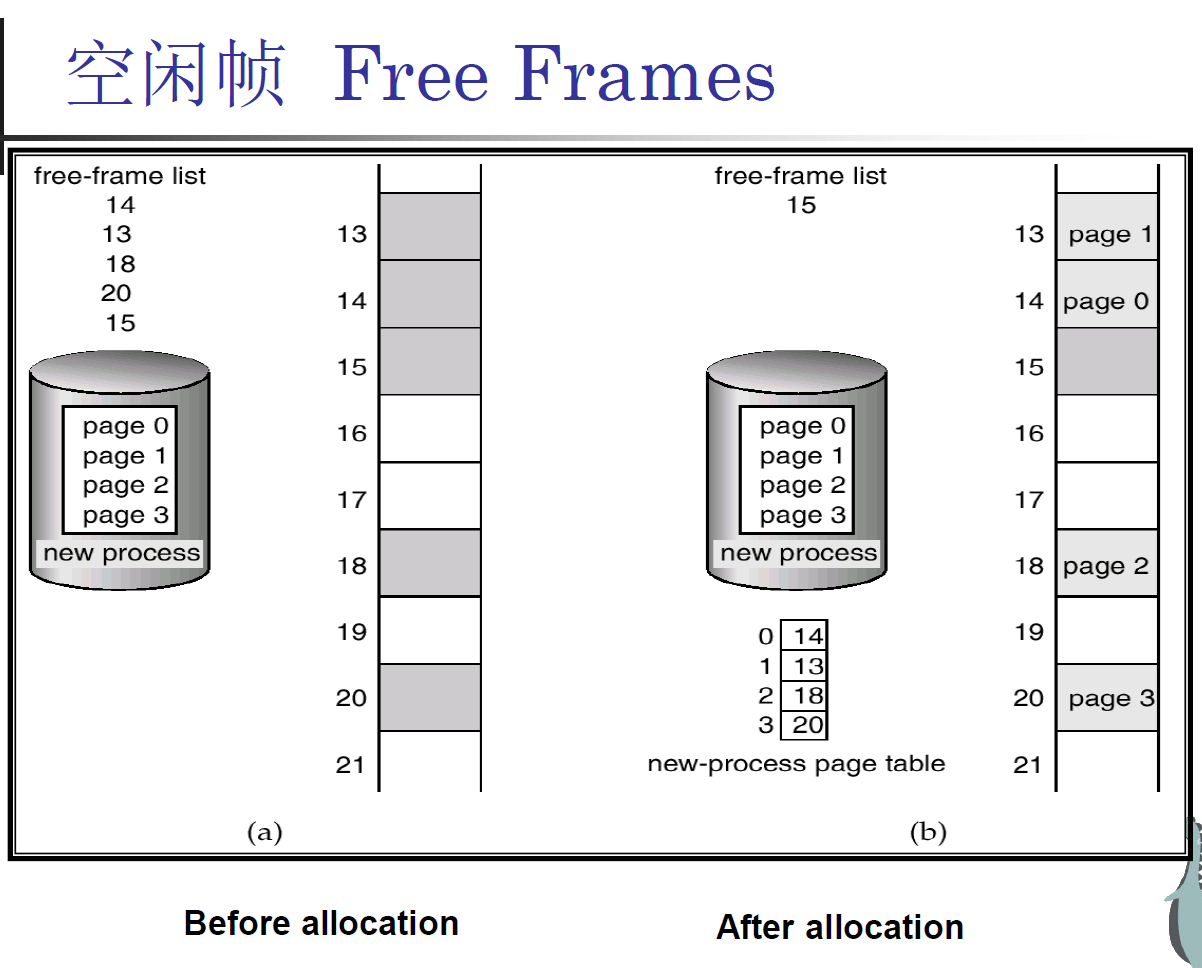 空闲帧 Free Frames
free-frame list
14
13
18
20
15
page 0
page 1
page 2
page 3
new process
13
14
15
16
17
18
19
20
21
(a)
free-frame list
15
page 0
page 1
page 2
page 3
new process
0 14
1 13
2 18
3 20
new-process page table
13 page 1
14 page 0
15
16
17
18 page 2
19
20 page 3
21
(b)
Before allocation
After allocation